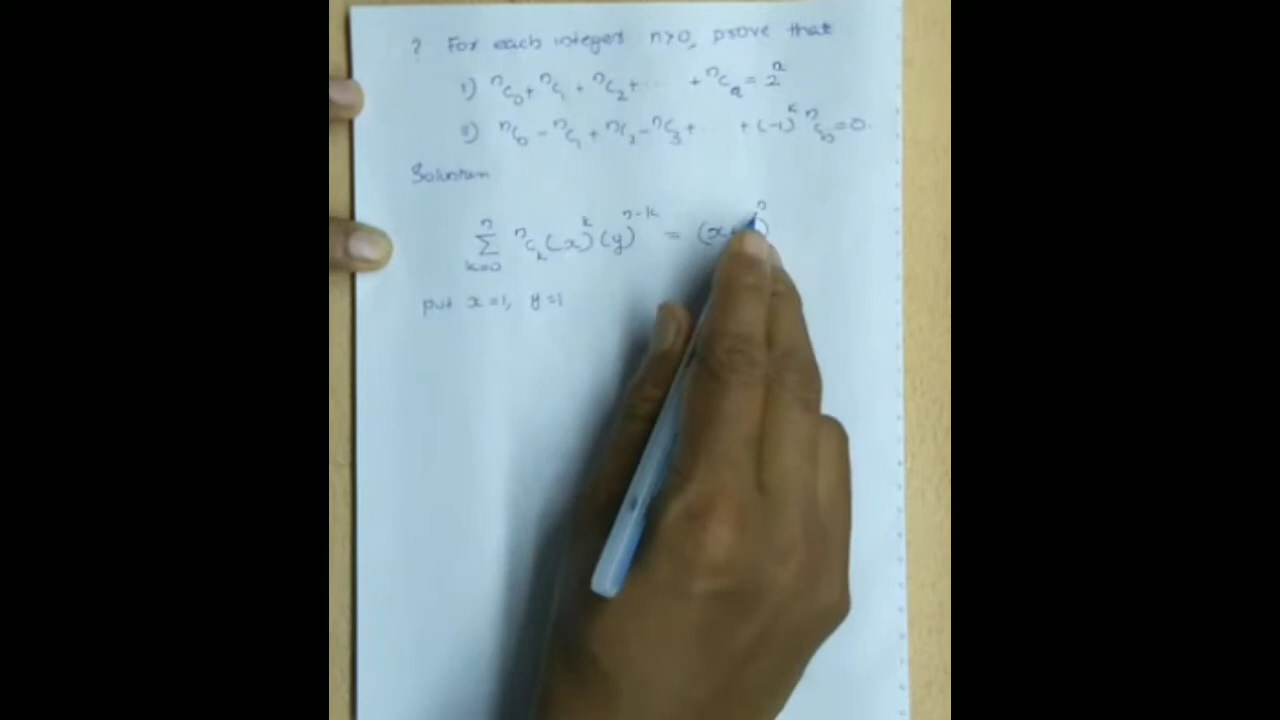 ? For each integer n>0, prove that
i) ⁿC₀ + ⁿC₁ + ⁿC₂ + ... + ⁿCₙ = 2ⁿ
ii) ⁿC₀ - ⁿC₁ + ⁿC₂ - ⁿC₃ + ... + (-1)ᵏ ⁿCₙ = 0.
Solution
n
Σ ⁿCₖ (x)ᵏ (y)ⁿ⁻ᵏ = (x+ )ⁿ
k=0
put x=1, y=1